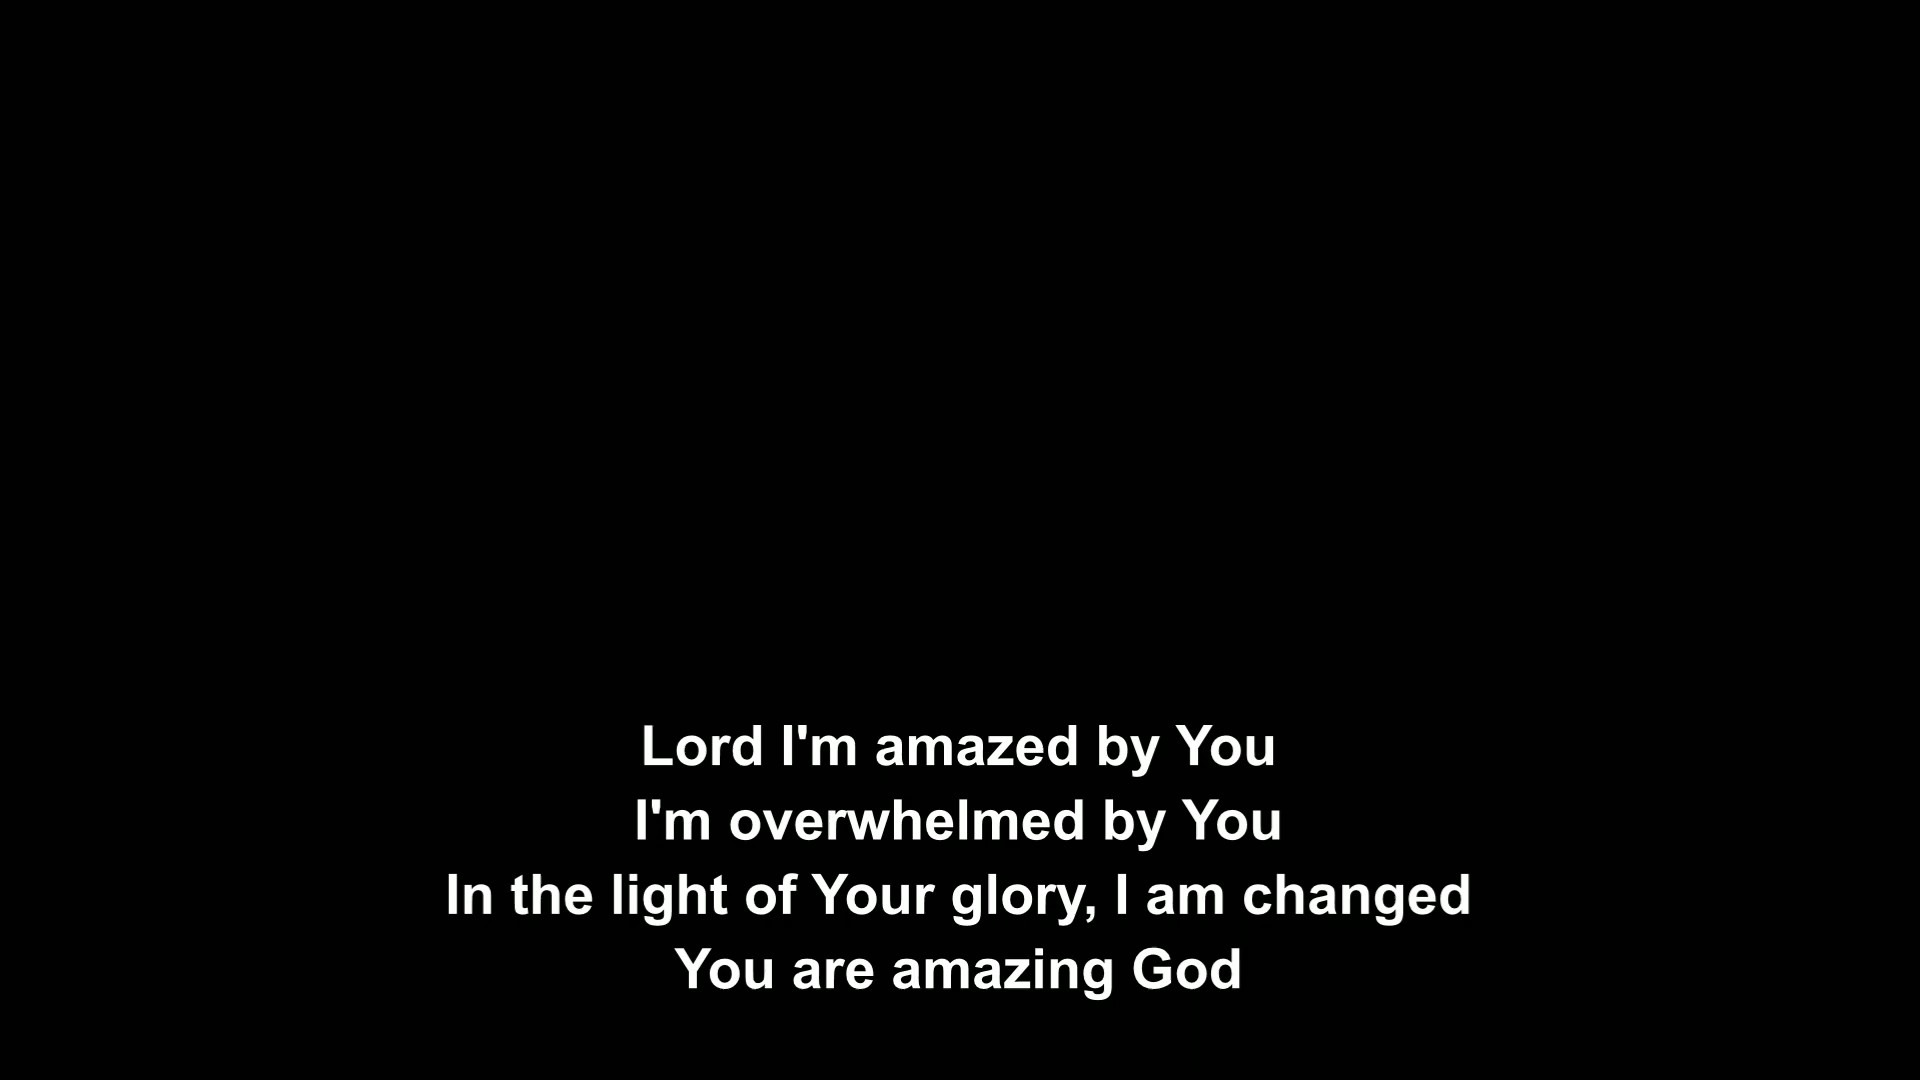 Lord I'm amazed by You
I'm overwhelmed by You
In the light of Your glory, I am changed
You are amazing God